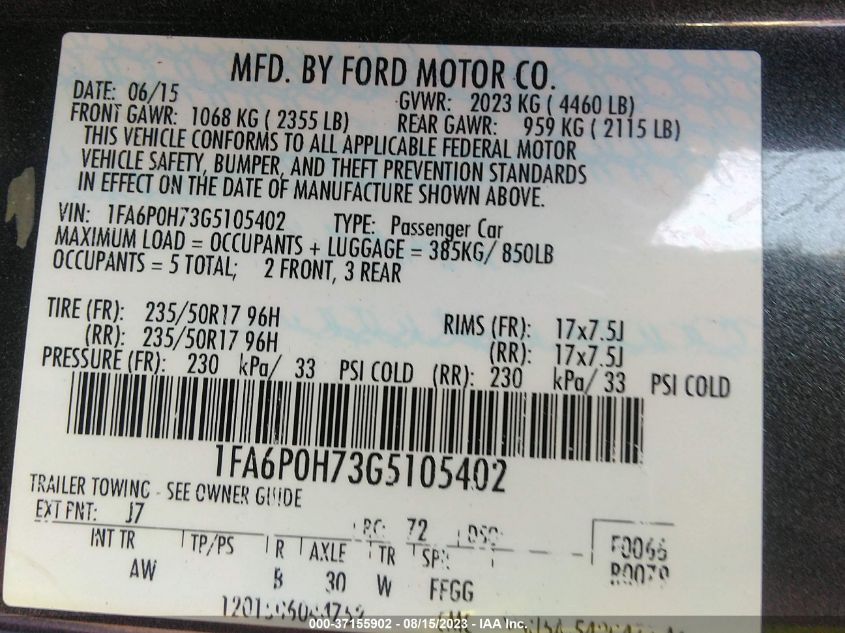 MFD. BY FORD MOTOR CO.
DATE: 06/15 GVWR: 2023 KG ( 4460 LB)
FRONT GAWR: 1068 KG ( 2355 LB) REAR GAWR: 959 KG ( 2115 LB)
THIS VEHICLE CONFORMS TO ALL APPLICABLE FEDERAL MOTOR
VEHICLE SAFETY, BUMPER, AND THEFT PREVENTION STANDARDS
IN EFFECT ON THE DATE OF MANUFACTURE SHOWN ABOVE.
VIN: 1FA6P0H73G5105402 TYPE: Passenger Car
MAXIMUM LOAD = OCCUPANTS + LUGGAGE = 385KG/ 850LB
OCCUPANTS = 5 TOTAL; 2 FRONT, 3 REAR
TIRE (FR): 235/50R17 96H RIMS (FR): 17x7.5J
(RR): 235/50R17 96H (RR): 17x7.5J
PRESSURE (FR): 230 kPa/ 33 PSI COLD (RR): 230 kPa/ 33 PSI COLD
1FA6P0H73G5105402
TRAILER TOWING - SEE OWNER GUIDE
EXT PNT: J7 RC: 72 DSO: F0066
INT TR TP/PS R AXLE TR SPR R0079
AW B 30 W FFGG
000-37155902 - 08/15/2023 - IAA Inc.